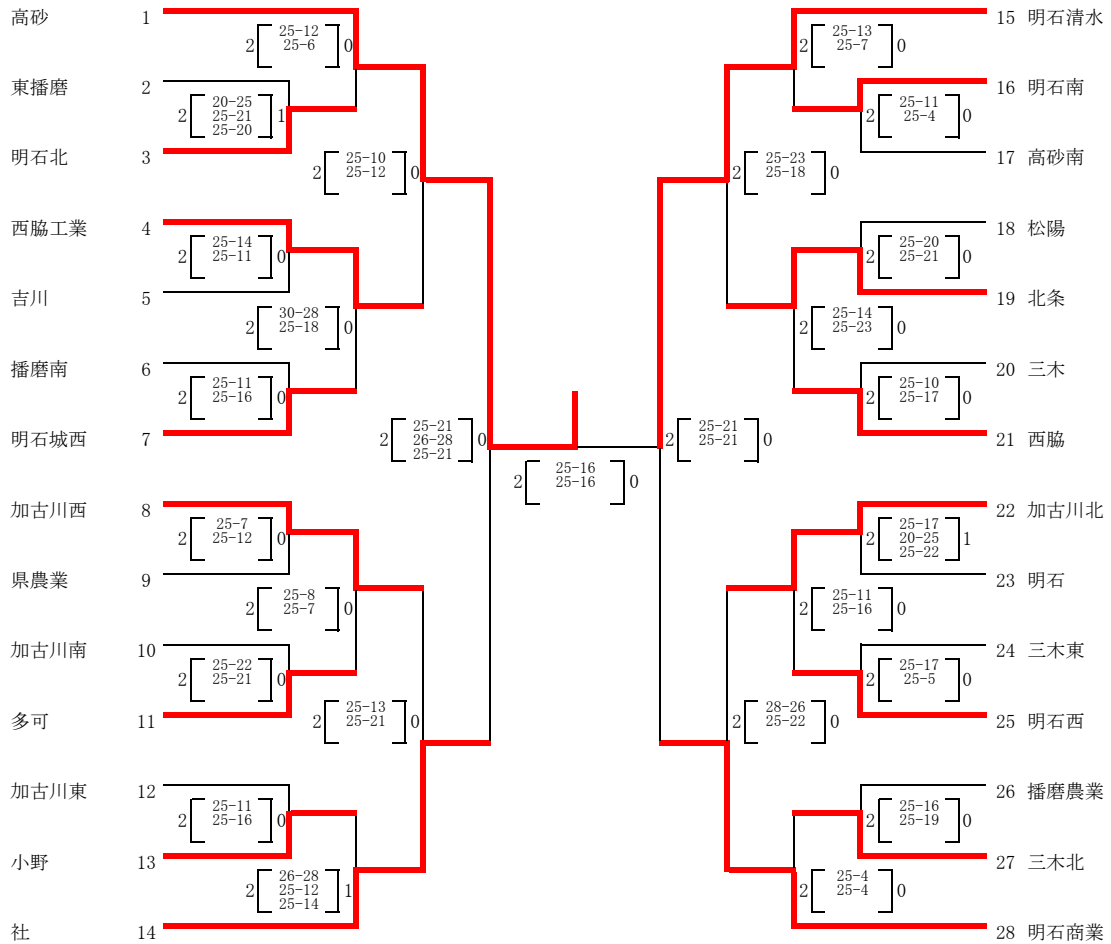 高砂 1
2 25-12 0
25-6
東播磨 2
2 20-25 1
25-21
25-20
明石北 3
2 25-10 0
25-12
西脇工業 4
2 25-14 0
25-11
吉川 5
2 30-28 0
25-18
播磨南 6
2 25-11 0
25-16
明石城西 7
2 25-21 0
26-28
25-21
加古川西 8
2 25-7 0
25-12
県農業 9
2 25-8 0
25-7
加古川南 10
2 25-22 0
25-21
多可 11
2 25-13 0
25-21
加古川東 12
2 25-11 0
25-16
小野 13
2 26-28 1
25-12
25-14
社 14
2 25-16 0
25-16
15 明石清水
2 25-13 0
25-7
16 明石南
2 25-11 0
25-4
17 高砂南
2 25-23 0
25-18
18 松陽
2 25-20 0
25-21
19 北条
2 25-14 0
25-23
20 三木
2 25-10 0
25-17
21 西脇
2 25-21 0
25-21
22 加古川北
2 25-17 1
20-25
25-22
23 明石
2 25-11 0
25-16
24 三木東
2 25-17 0
25-5
25 明石西
2 28-26 0
25-22
26 播磨農業
2 25-16 0
25-19
27 三木北
2 25-4 0
25-4
28 明石商業